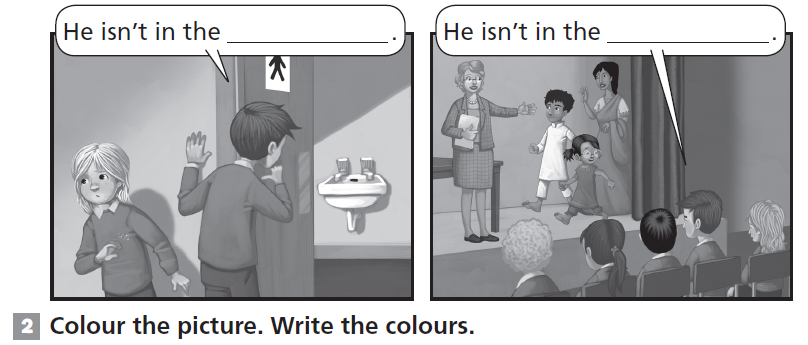 He isn't in the ____________.
He isn't in the ____________.
2 Colour the picture. Write the colours.